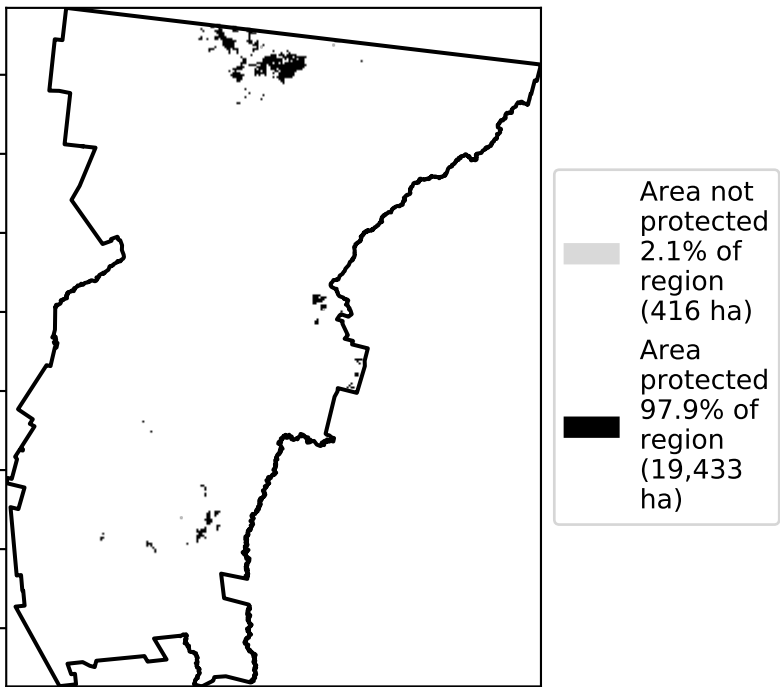 Area not
protected
2.1% of
region
(416 ha)
Area
protected
97.9% of
region
(19,433
ha)